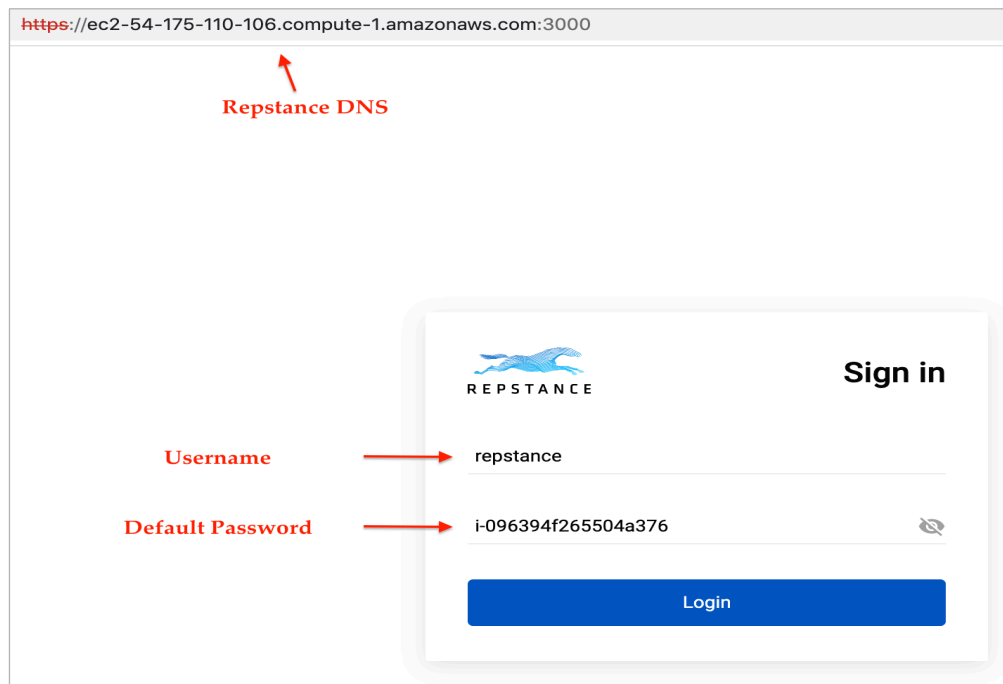 https://ec2-54-175-110-106.compute-1.amazonaws.com:3000
Repstance DNS
REPSTANCE
Sign in
Username
repstance
Default Password
i-096394f265504a376
Login